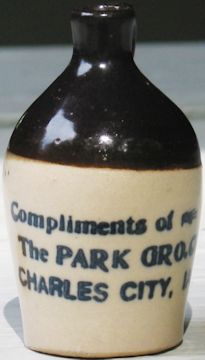 Compliments of
The PARK GRO.C
CHARLES CITY, I